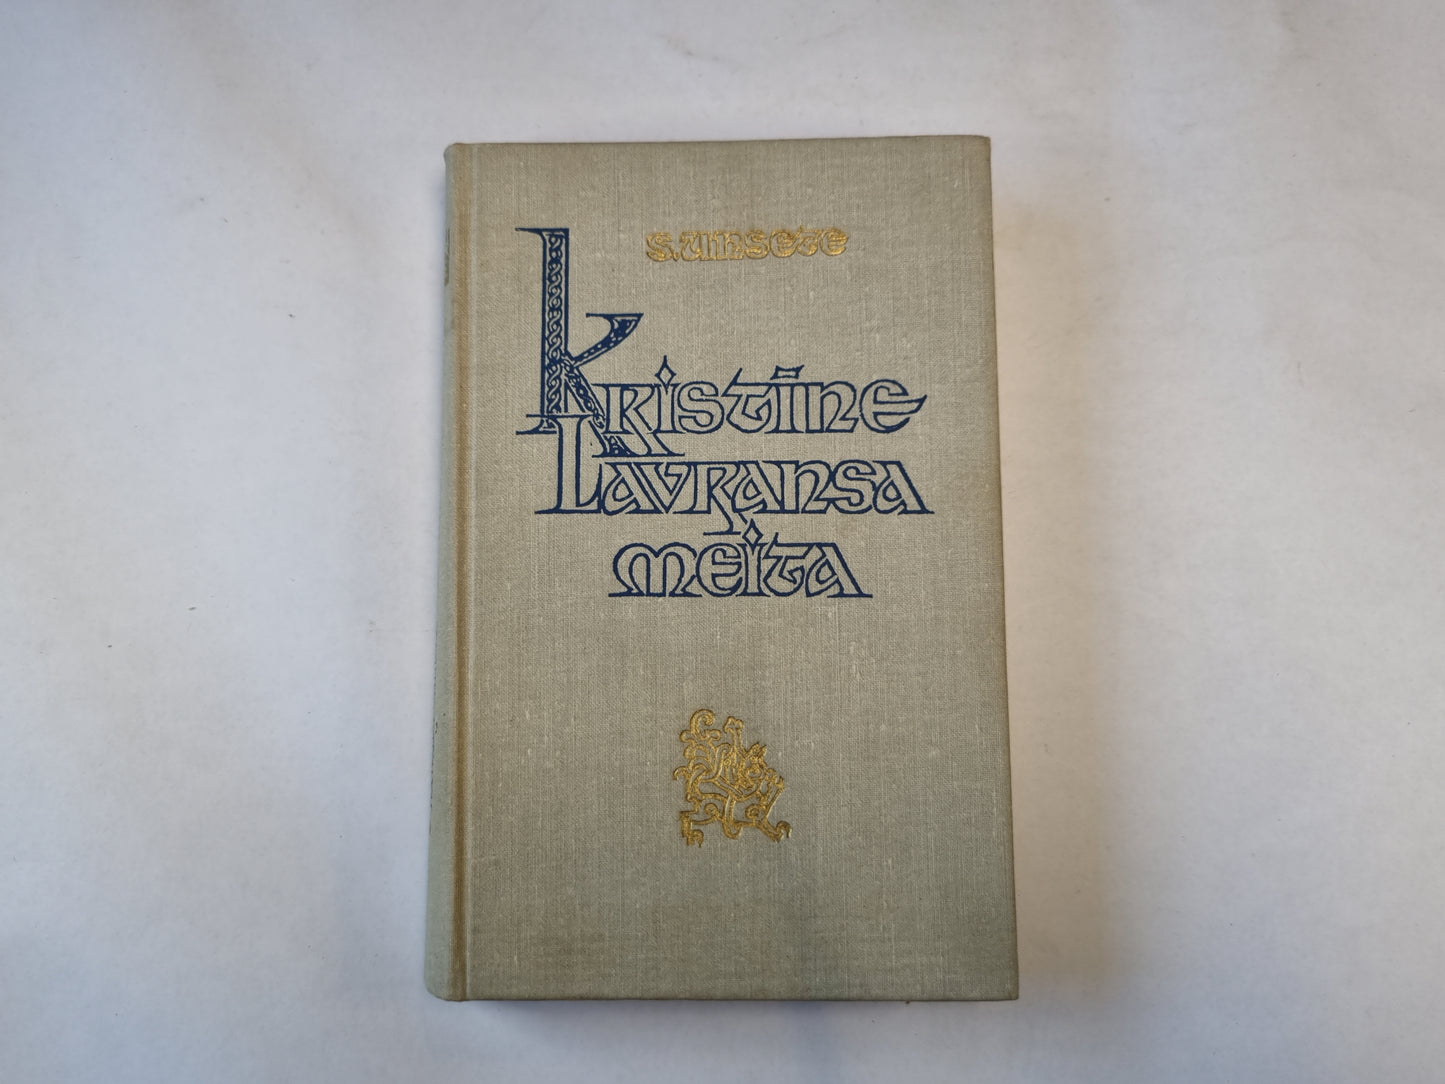 S. Unsete
Kristīne
Lavransa
meita